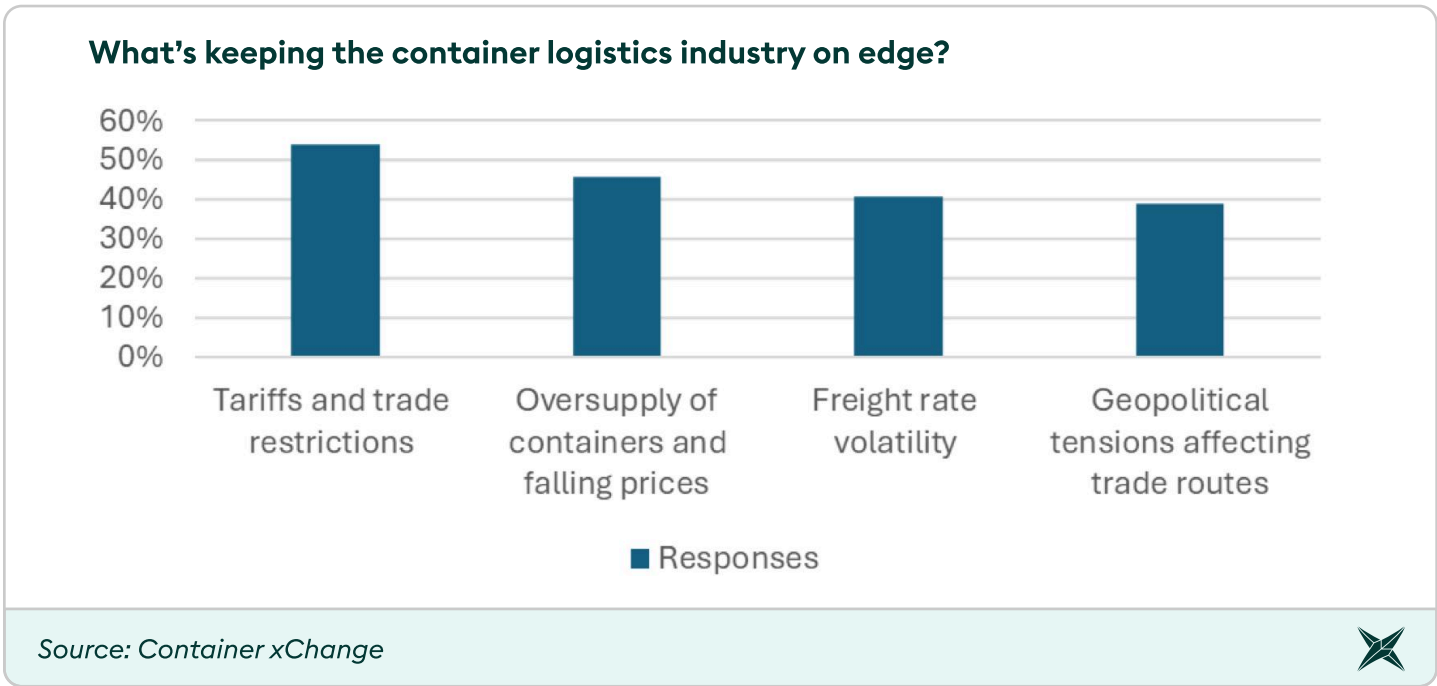 What’s keeping the container logistics industry on edge?
60%
50%
40%
30%
20%
10%
0%
Tariffs and trade
restrictions
Oversupply of
containers and
falling prices
Freight rate
volatility
Geopolitical
tensions affecting
trade routes
Responses
Source: Container xChange